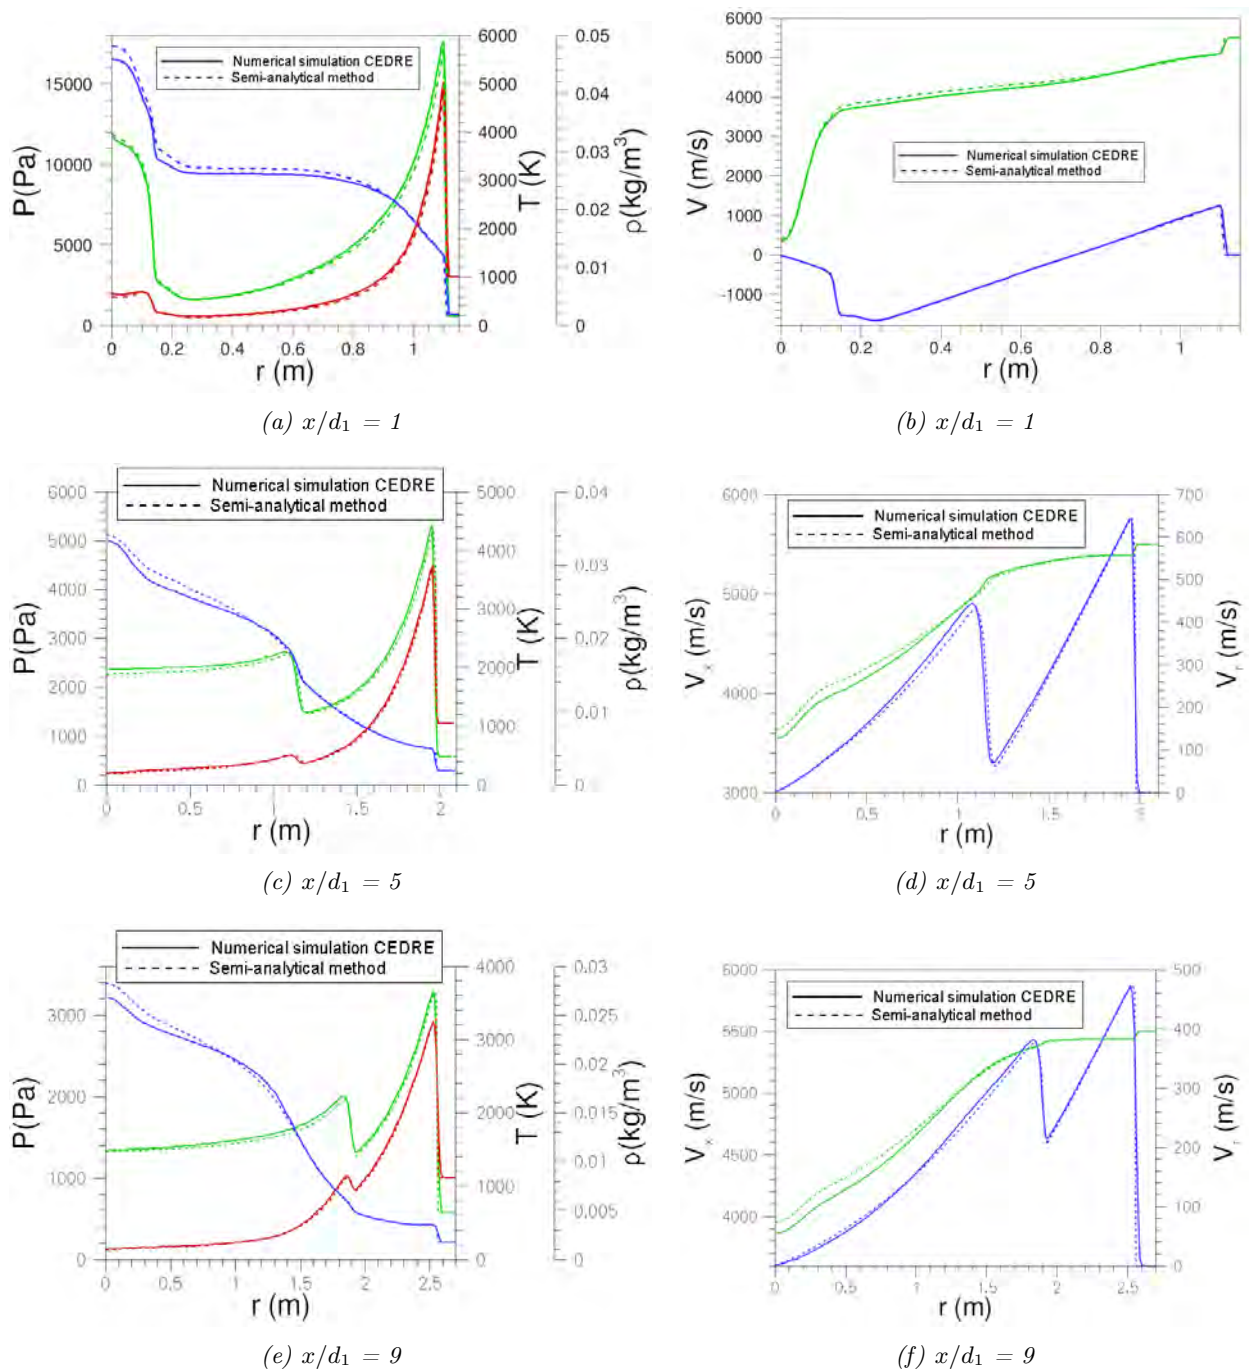 Numerical simulation CEDRE
Semi-analytical method
P(Pa)
15000
10000
5000
0
6000
5000
4000
3000
2000
1000
0
T (K)
0.05
0.04
0.03
0.02
0.01
0
ρ(kg/m³)
0 0.2 0.4 0.6 0.8 1
r (m)
(a) x/d₁ = 1
V (m/s)
6000
5000
4000
3000
2000
1000
0
-1000
Numerical simulation CEDRE
Semi-analytical method
0 0.2 0.4 0.6 0.8 1
r (m)
(b) x/d₁ = 1
Numerical simulation CEDRE
Semi-analytical method
P(Pa)
6000
5000
4000
3000
2000
1000
0
5000
4000
3000
2000
1000
0
T (K)
0.04
0.03
0.02
0.01
0
ρ(kg/m³)
0 0.5 1 1.5 2
r (m)
(c) x/d₁ = 5
Numerical simulation CEDRE
Semi-analytical method
Vₓ (m/s)
6000
5000
4000
3000
700
600
500
400
300
200
100
0
Vᵣ (m/s)
0 0.5 1 1.5 2
r (m)
(d) x/d₁ = 5
Numerical simulation CEDRE
Semi-analytical method
P(Pa)
3000
2000
1000
0
4000
3000
2000
1000
0
T (K)
0.03
0.025
0.02
0.015
0.01
0.005
0
ρ(kg/m³)
0 0.5 1 1.5 2 2.5
r (m)
(e) x/d₁ = 9
Numerical simulation CEDRE
Semi-analytical method
Vₓ (m/s)
6000
5500
5000
4500
4000
500
400
300
200
100
0
Vᵣ (m/s)
0 0.5 1 1.5 2 2.5
r (m)
(f) x/d₁ = 9